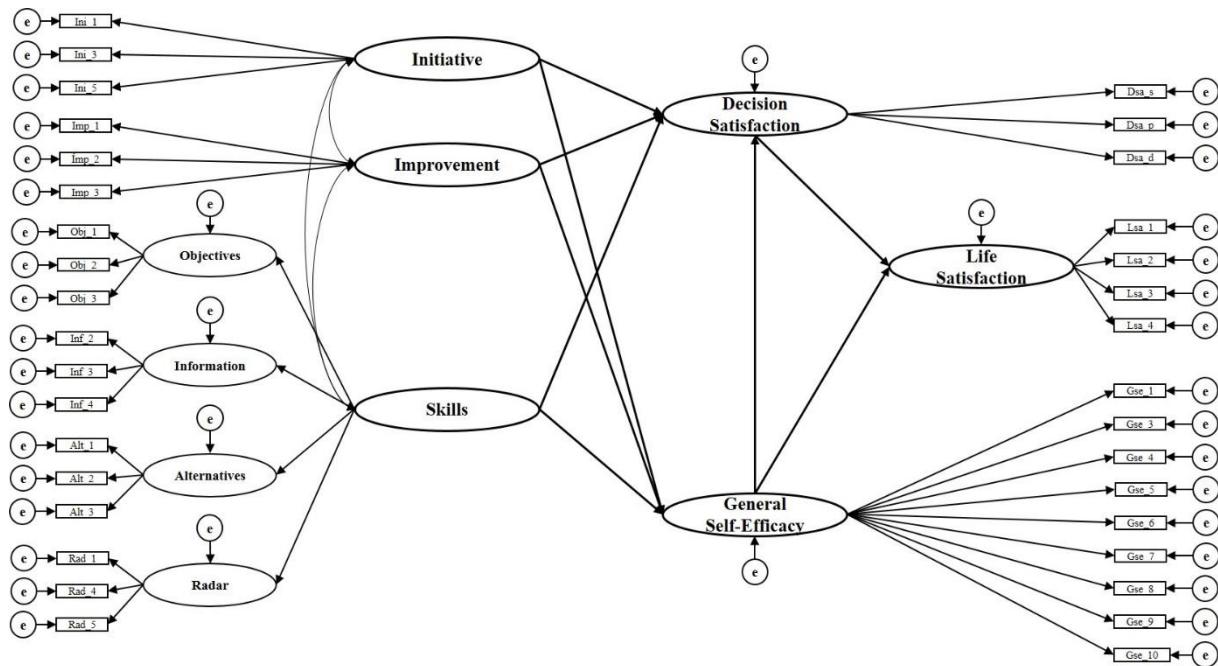 e Ini_1
e Ini_3
e Ini_5
e Imp_1
e Imp_2
e Imp_3
e
e Obj_1
e Obj_2
e Obj_3
Objectives
e
e Inf_2
e Inf_3
e Inf_4
Information
e
e Alt_1
e Alt_2
e Alt_3
Alternatives
e
e Rad_1
e Rad_4
e Rad_5
Radar
Initiative
Improvement
Skills
e
Decision
Satisfaction
General
Self-Efficacy
e
e
Life
Satisfaction
Dsa_s e
Dsa_p e
Dsa_d e
Lsa_1 e
Lsa_2 e
Lsa_3 e
Lsa_4 e
Gse_1 e
Gse_3 e
Gse_4 e
Gse_5 e
Gse_6 e
Gse_7 e
Gse_8 e
Gse_9 e
Gse_10 e